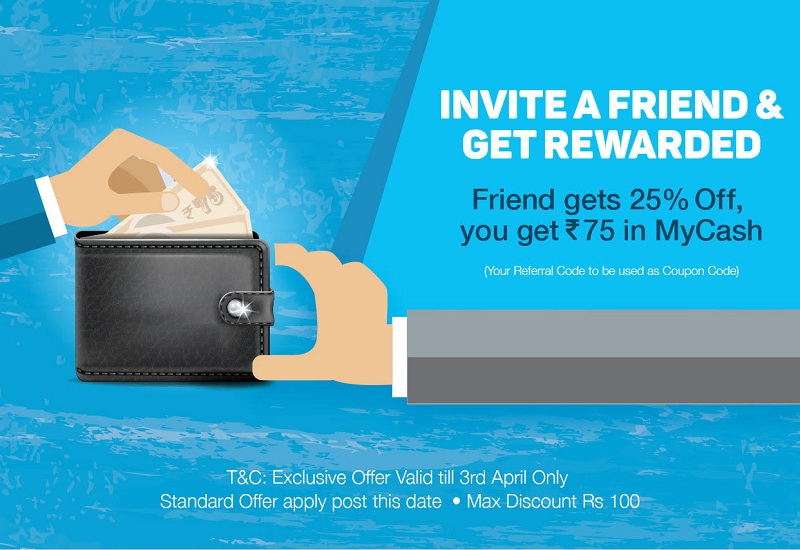 INVITE A FRIEND &
GET REWARDED
Friend gets 25% Off,
you get ₹75 in MyCash
(Your Referral Code to be used as Coupon Code)
T&C: Exclusive Offer Valid till 3rd April Only
Standard Offer apply post this date • Max Discount Rs 100